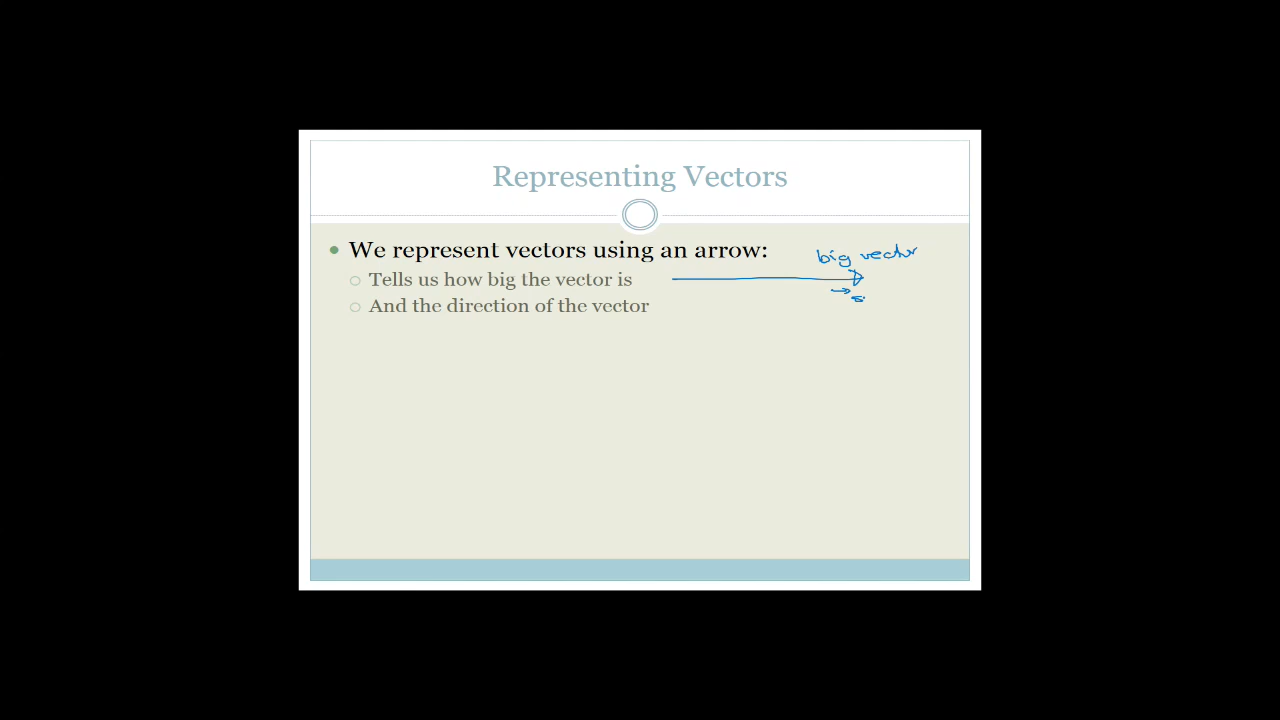 Representing Vectors
We represent vectors using an arrow:
big vector
Tells us how big the vector is
And the direction of the vector